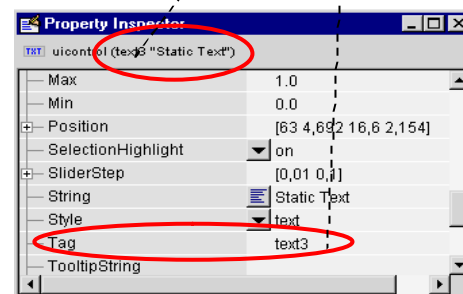 Property Inspector
TXT uicontrol (text3 "Static Text")
Max 1.0
Min 0.0
Position [63 4,692 16,6 2,154]
SelectionHighlight on
SliderStep [0,01 0,1]
String Static Text
Style text
Tag text3
TooltipString